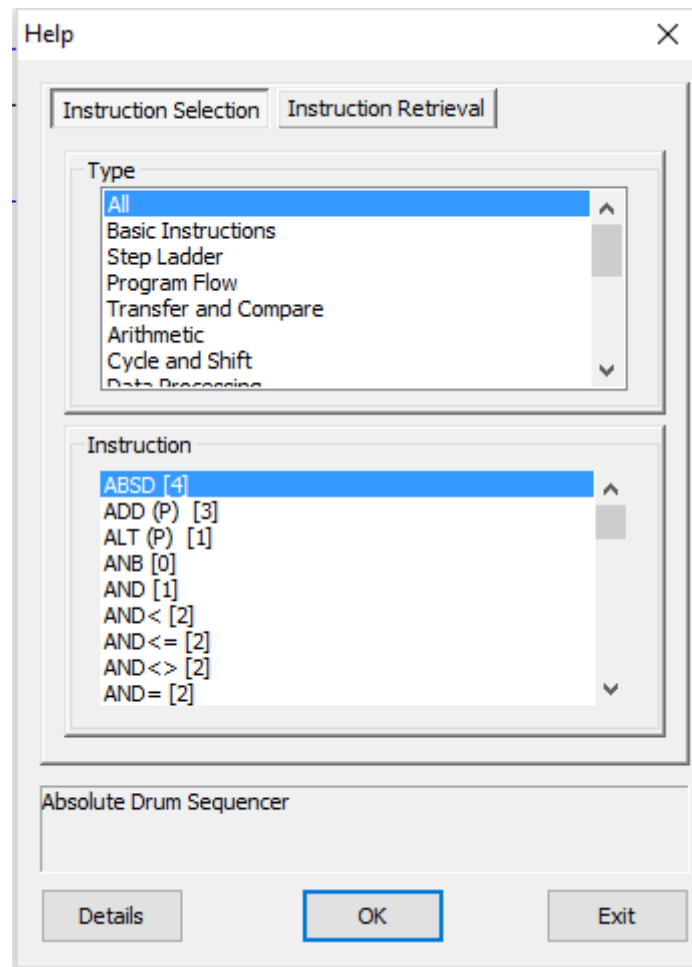 Help
Instruction Selection Instruction Retrieval
Type
All
Basic Instructions
Step Ladder
Program Flow
Transfer and Compare
Arithmetic
Cycle and Shift
Data Processing
Instruction
ABSD [4]
ADD (P) [3]
ALT (P) [1]
ANB [0]
AND [1]
AND< [2]
AND<= [2]
AND<> [2]
AND= [2]
Absolute Drum Sequencer
Details OK Exit